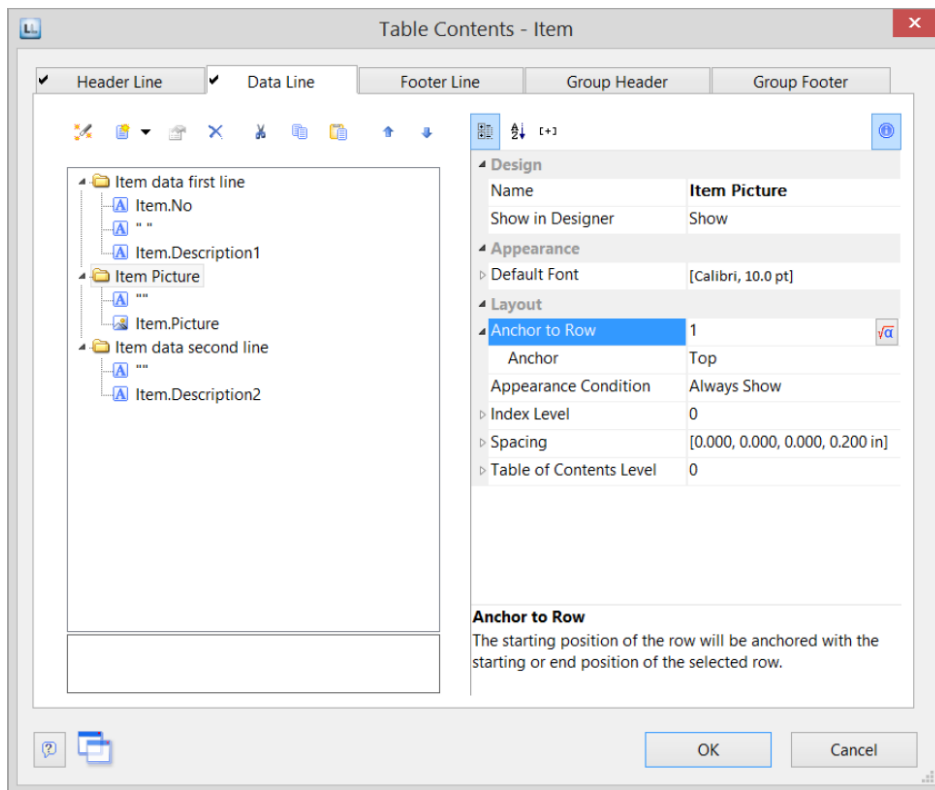 LL
Table Contents - Item
Header Line
Data Line
Footer Line
Group Header
Group Footer
Item data first line
Item.No
" "
Item.Description1
Item Picture
""
Item.Picture
Item data second line
""
Item.Description2
[+]
Design
Name Item Picture
Show in Designer Show
Appearance
Default Font [Calibri, 10.0 pt]
Layout
Anchor to Row 1 √α
Anchor Top
Appearance Condition Always Show
Index Level 0
Spacing [0.000, 0.000, 0.000, 0.200 in]
Table of Contents Level 0
Anchor to Row
The starting position of the row will be anchored with the
starting or end position of the selected row.
OK
Cancel